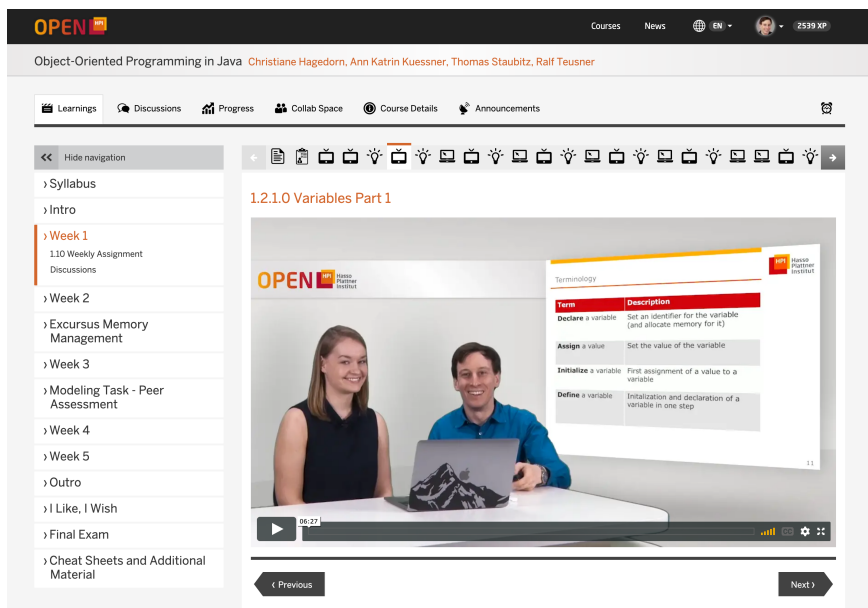 OPEN HPI
Courses
News
EN
2539 XP
Object-Oriented Programming in Java Christiane Hagedorn, Ann Katrin Kuessner, Thomas Staubitz, Ralf Teusner
Learnings
Discussions
Progress
Collab Space
Course Details
Announcements
Hide navigation
Syllabus
Intro
Week 1
1.10 Weekly Assignment
Discussions
Week 2
Excursus Memory
Management
Week 3
Modeling Task - Peer
Assessment
Week 4
Week 5
Outro
I Like, I Wish
Final Exam
Cheat Sheets and Additional
Material
1.2.1.0 Variables Part 1
OPEN HPI Hasso
Plattner
Institut
HPI Hasso
Plattner
Institut
Terminology
Term Description
Declare a variable Set an identifier for the variable
(and allocate memory for it)
Assign a value Set the value of the variable
Initialize a variable First assignment of a value to a
variable
Define a variable Initalization and declaration of a
variable in one step
11
06:27
CC
Previous
Next